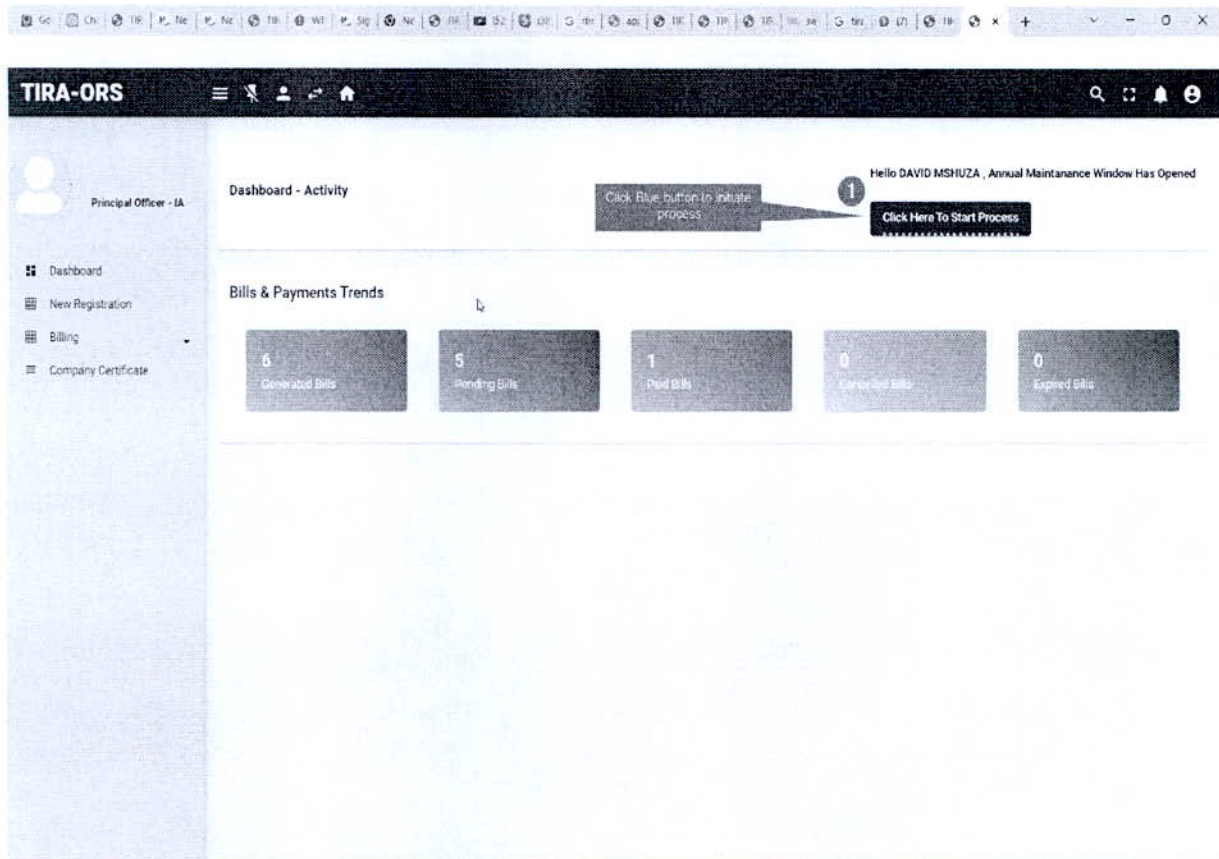 TIRA-ORS
Hello DAVID MSHUZA , Annual Maintanance Window Has Opened
Principal Officer - IA
Dashboard - Activity
Click Blue button to initiate
process
1
Click Here To Start Process
Dashboard
New Registration
Billing
Company Certificate
Bills & Payments Trends
6
Generated Bills
5
Pending Bills
1
Paid Bills
0
Cancelled Bills
0
Expired Bills